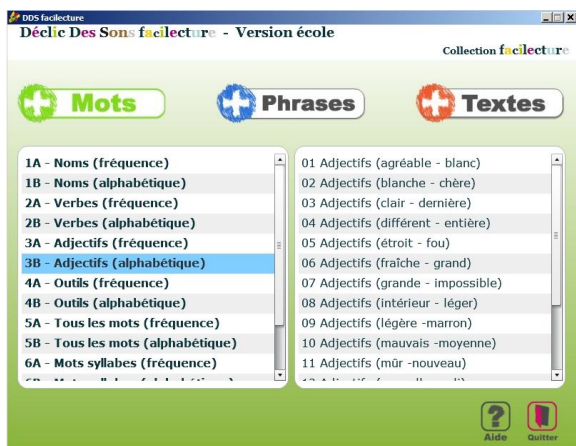 DDS facilecture
Déclic Des Sons facilecture - Version école
Collection facilecture
Mots
Phrases
Textes
1A - Noms (fréquence)
1B - Noms (alphabétique)
2A - Verbes (fréquence)
2B - Verbes (alphabétique)
3A - Adjectifs (fréquence)
3B - Adjectifs (alphabétique)
4A - Outils (fréquence)
4B - Outils (alphabétique)
5A - Tous les mots (fréquence)
5B - Tous les mots (alphabétique)
6A - Mots syllabes (fréquence)
01 Adjectifs (agréable - blanc)
02 Adjectifs (blanche - chère)
03 Adjectifs (clair - dernière)
04 Adjectifs (différent - entière)
05 Adjectifs (étroit - fou)
06 Adjectifs (fraîche - grand)
07 Adjectifs (grande - impossible)
08 Adjectifs (intérieur - léger)
09 Adjectifs (légère -marron)
10 Adjectifs (mauvais -moyenne)
11 Adjectifs (mûr -nouveau)
Aide
Quitter